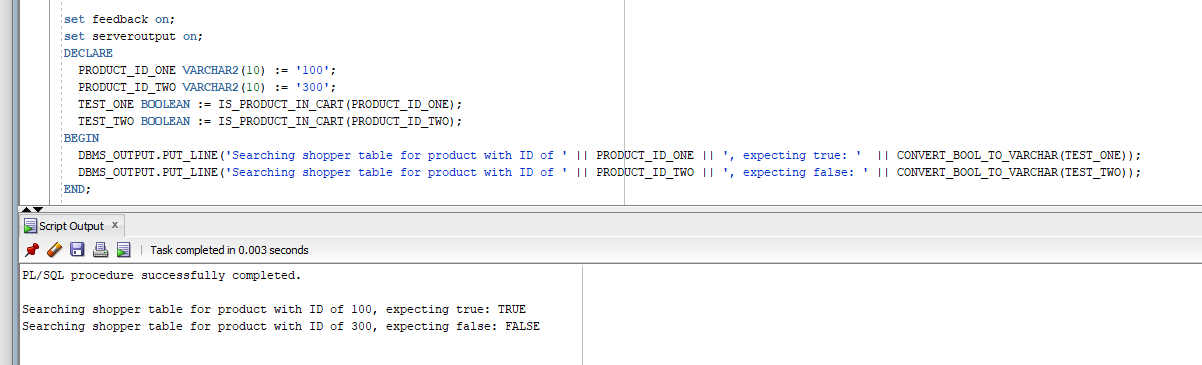 set feedback on;
set serveroutput on;
DECLARE
PRODUCT_ID_ONE VARCHAR2(10) := '100';
PRODUCT_ID_TWO VARCHAR2(10) := '300';
TEST_ONE BOOLEAN := IS_PRODUCT_IN_CART(PRODUCT_ID_ONE);
TEST_TWO BOOLEAN := IS_PRODUCT_IN_CART(PRODUCT_ID_TWO);
BEGIN
DBMS_OUTPUT.PUT_LINE('Searching shopper table for product with ID of ' || PRODUCT_ID_ONE || ', expecting true: '  || CONVERT_BOOL_TO_VARCHAR(TEST_ONE));
DBMS_OUTPUT.PUT_LINE('Searching shopper table for product with ID of ' || PRODUCT_ID_TWO || ', expecting false: ' || CONVERT_BOOL_TO_VARCHAR(TEST_TWO));
END;
Script Output x
Task completed in 0.003 seconds
PL/SQL procedure successfully completed.
Searching shopper table for product with ID of 100, expecting true: TRUE
Searching shopper table for product with ID of 300, expecting false: FALSE